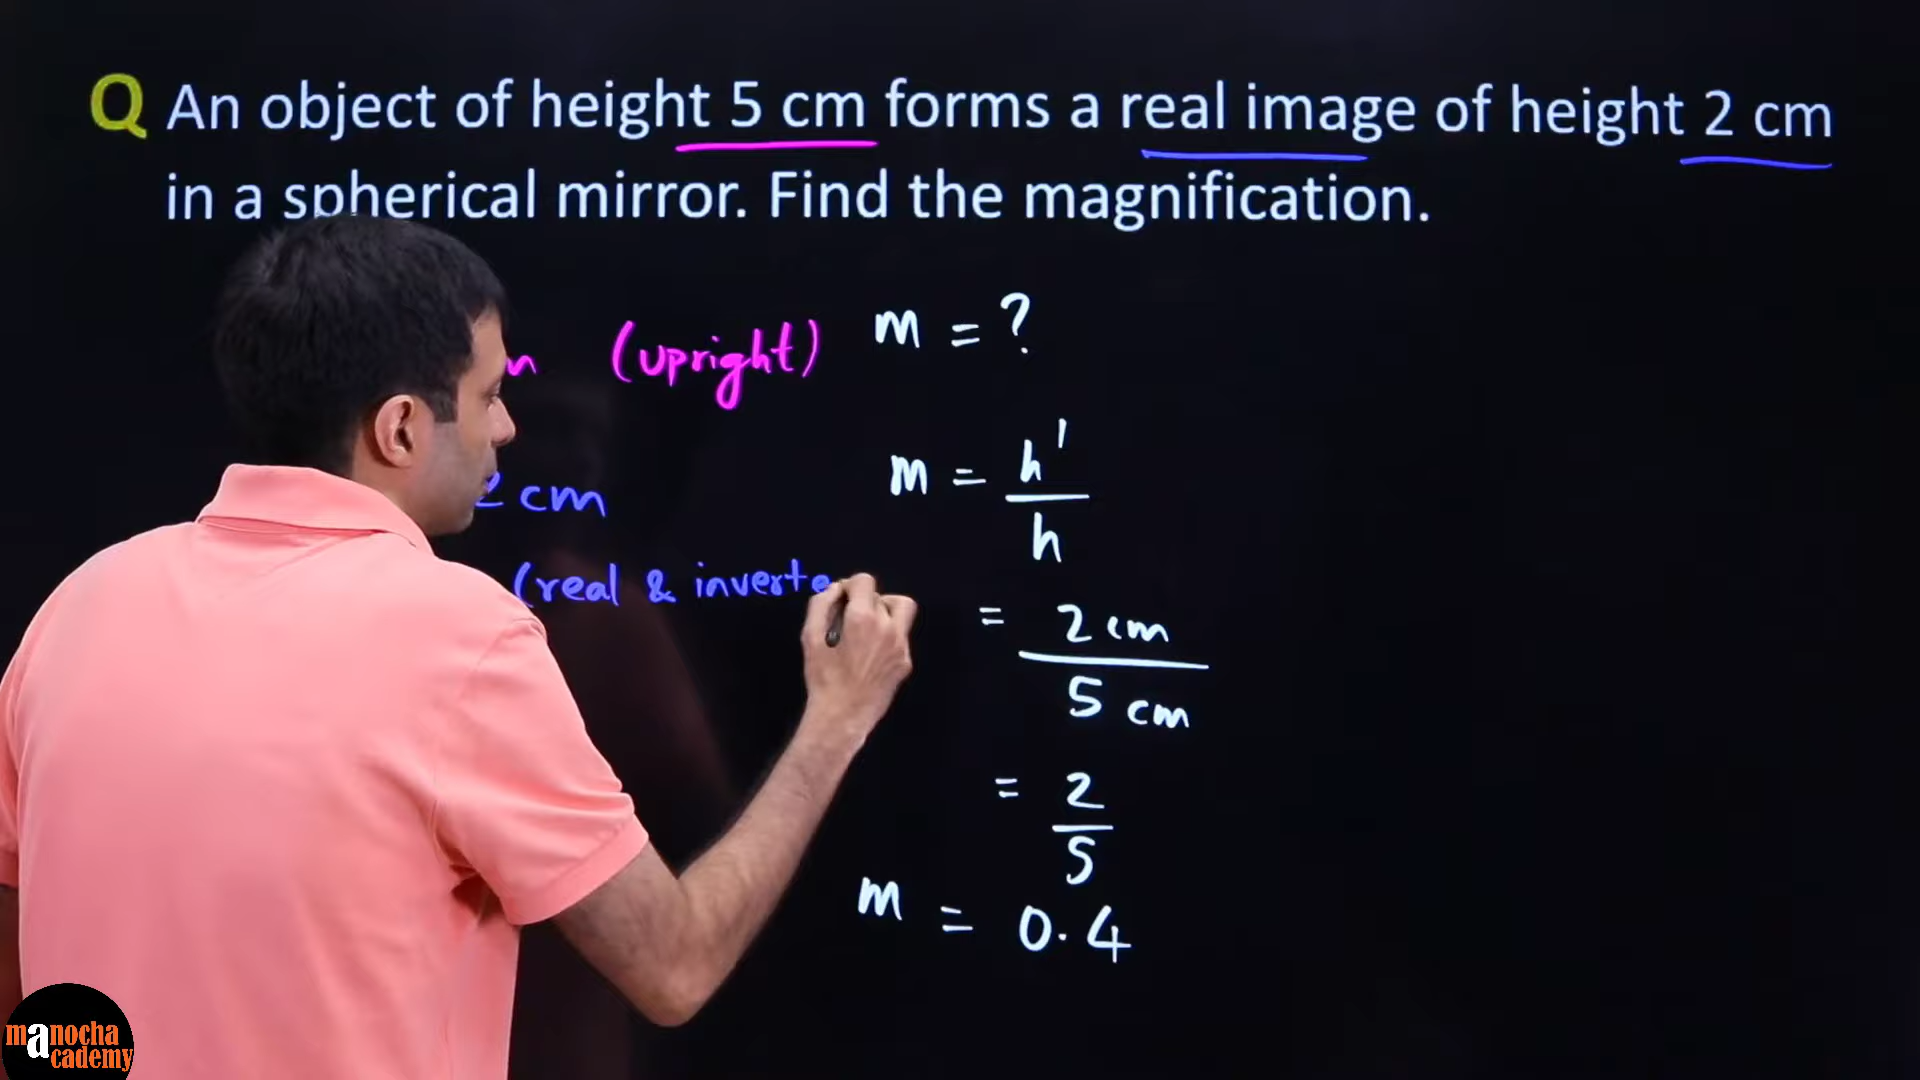 Q An object of height 5 cm forms a real image of height 2 cm
in a spherical mirror. Find the magnification.
(upright)
2 cm
(real & inverte
m = ?
m = h'
h
= 2 cm
5 cm
= 2
5
m = 0.4
manocha
academy